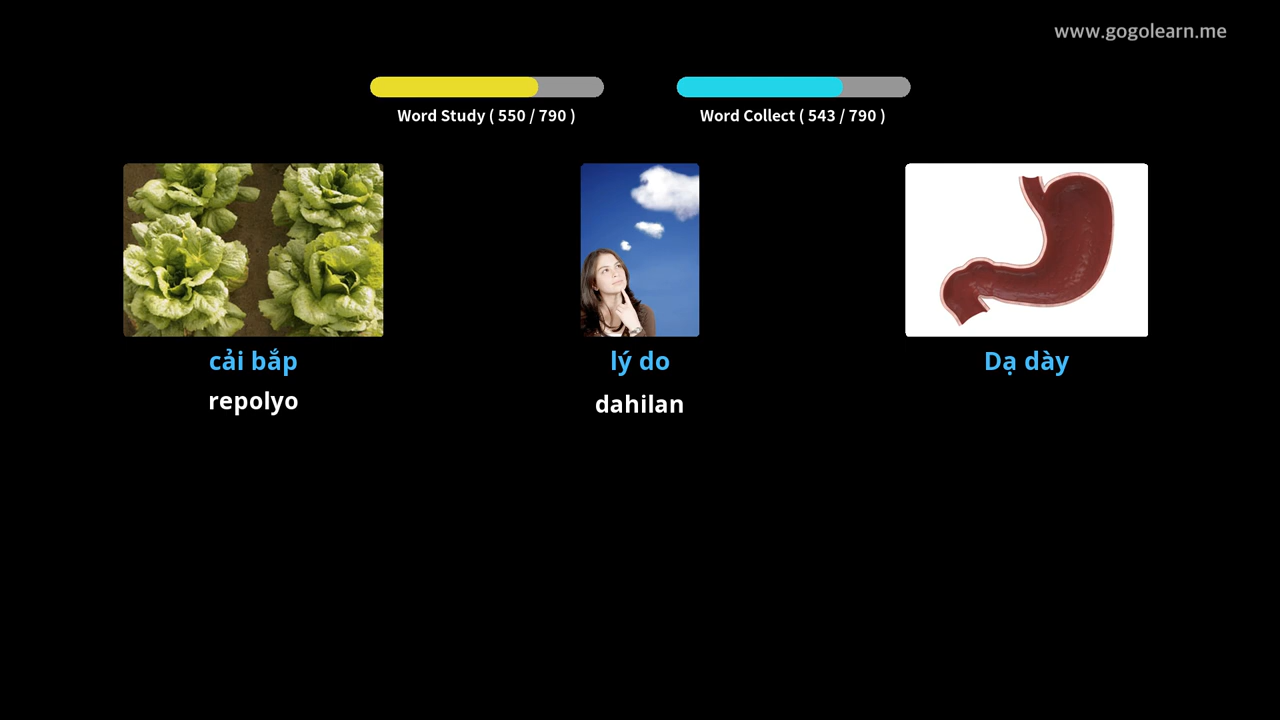 www.gogolearn.me
Word Study ( 550 / 790 )
Word Collect ( 543 / 790 )
cải bắp
repolyo
lý do
dahilan
Dạ dày